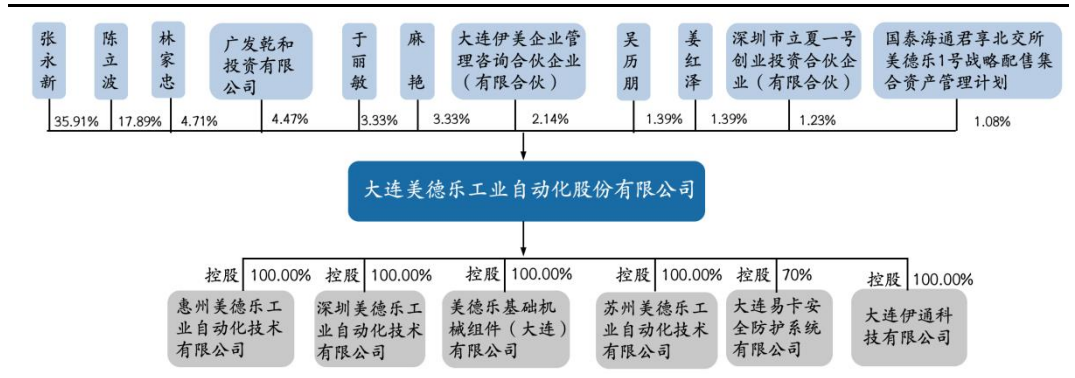 张永新
陈立波
林家忠
广发乾和
投资有限
公司
于丽敏
麻艳
大连伊美企业管
理咨询合伙企业
（有限合伙）
吴历朋
姜红泽
深圳市立夏一号
创业投资合伙企
业（有限合伙）
国泰海通君享北交所
美德乐1号战略配售集
合资产管理计划
35.91%
17.89%
4.71%
4.47%
3.33%
3.33%
2.14%
1.39%
1.39%
1.23%
1.08%
大连美德乐工业自动化股份有限公司
控股 100.00%
控股 100.00%
控股 100.00%
控股 100.00%
控股 70%
控股 100.00%
惠州美德乐工
业自动化技术
有限公司
深圳美德乐工
业自动化技术
有限公司
美德乐基础机
械组件（大连）
有限公司
苏州美德乐工
业自动化技术
有限公司
大连易卡安
全防护系统
有限公司
大连伊通科
技有限公司